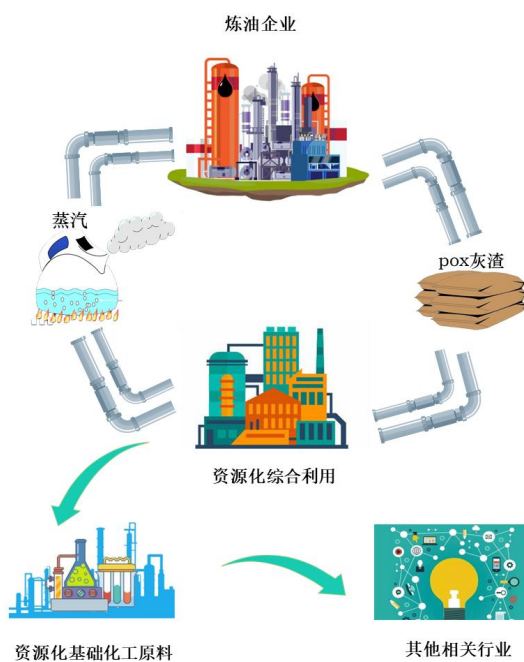 炼油企业
蒸汽
pox灰渣
资源化综合利用
资源化基础化工原料
其他相关行业